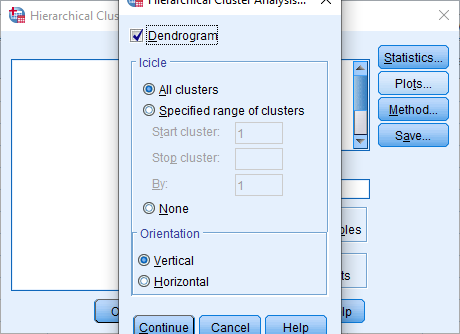 Hierarchical Cluster Analysis...
Hierarchical Clus
Dendrogram
Statistics...
Icicle
Plots...
All clusters
Specified range of clusters
Method...
Start cluster: 1
Save...
Stop cluster:
By: 1
None
bles
Orientation
Vertical
ts
Horizontal
Continue
Cancel
Help
lp